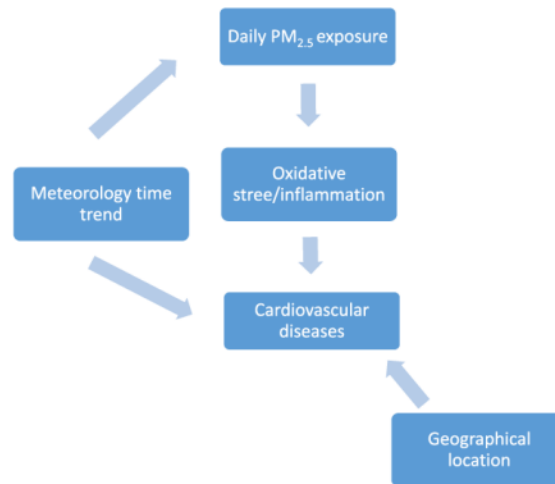 Daily PM2.5 exposure
Oxidative
stree/inflammation
Meteorology time
trend
Cardiovascular
diseases
Geographical
location